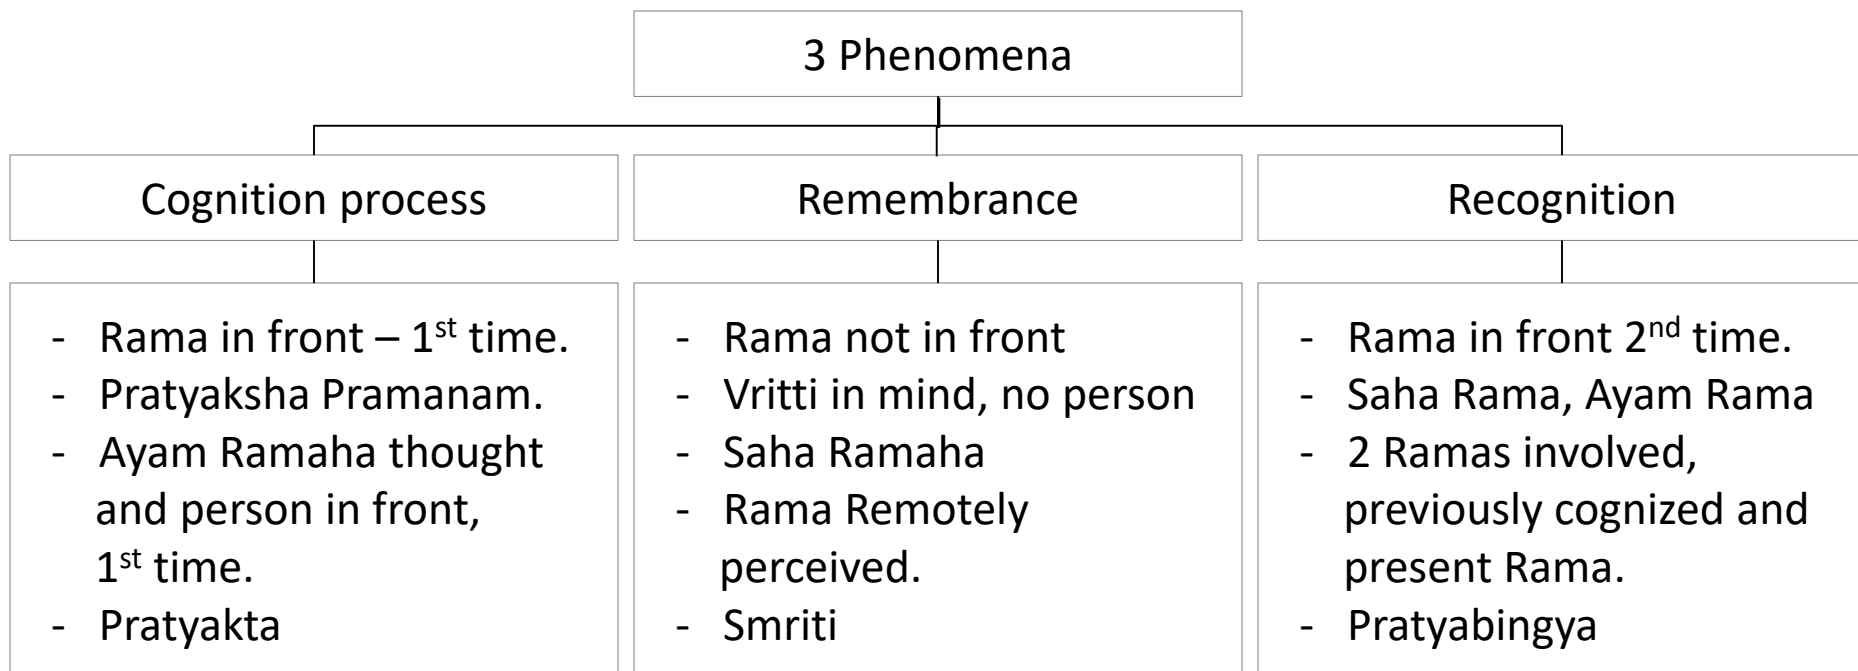 3 Phenomena
Cognition process
Remembrance
Recognition
- Rama in front – 1st time.
- Pratyaksha Pramanam.
- Ayam Ramaha thought
and person in front,
1st time.
- Pratyakta
- Rama not in front
- Vritti in mind, no person
- Saha Ramaha
- Rama Remotely
perceived.
- Smriti
- Rama in front 2nd time.
- Saha Rama, Ayam Rama
- 2 Ramas involved,
previously cognized and
present Rama.
- Pratyabingya